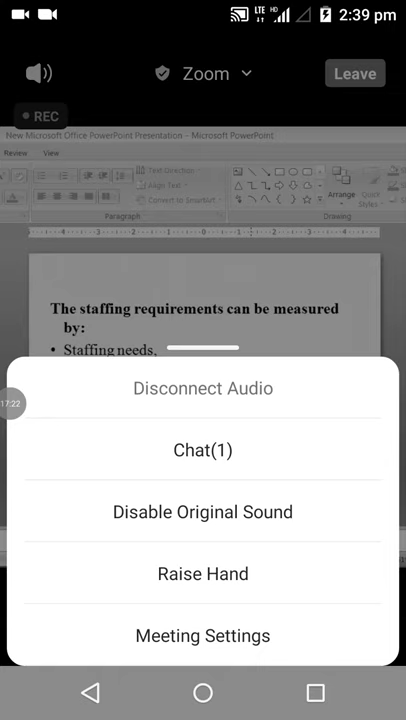 LTE HD 2:39 pm
Zoom Leave
REC
New Microsoft Office PowerPoint Presentation - Microsoft PowerPoint
Review View
Text Direction
Align Text
Convert to SmartArt
Arrange Quick
Styles
Paragraph Drawing
The staffing requirements can be measured
by:
• Staffing needs,
Disconnect Audio
17:22
Chat(1)
Disable Original Sound
Raise Hand
Meeting Settings